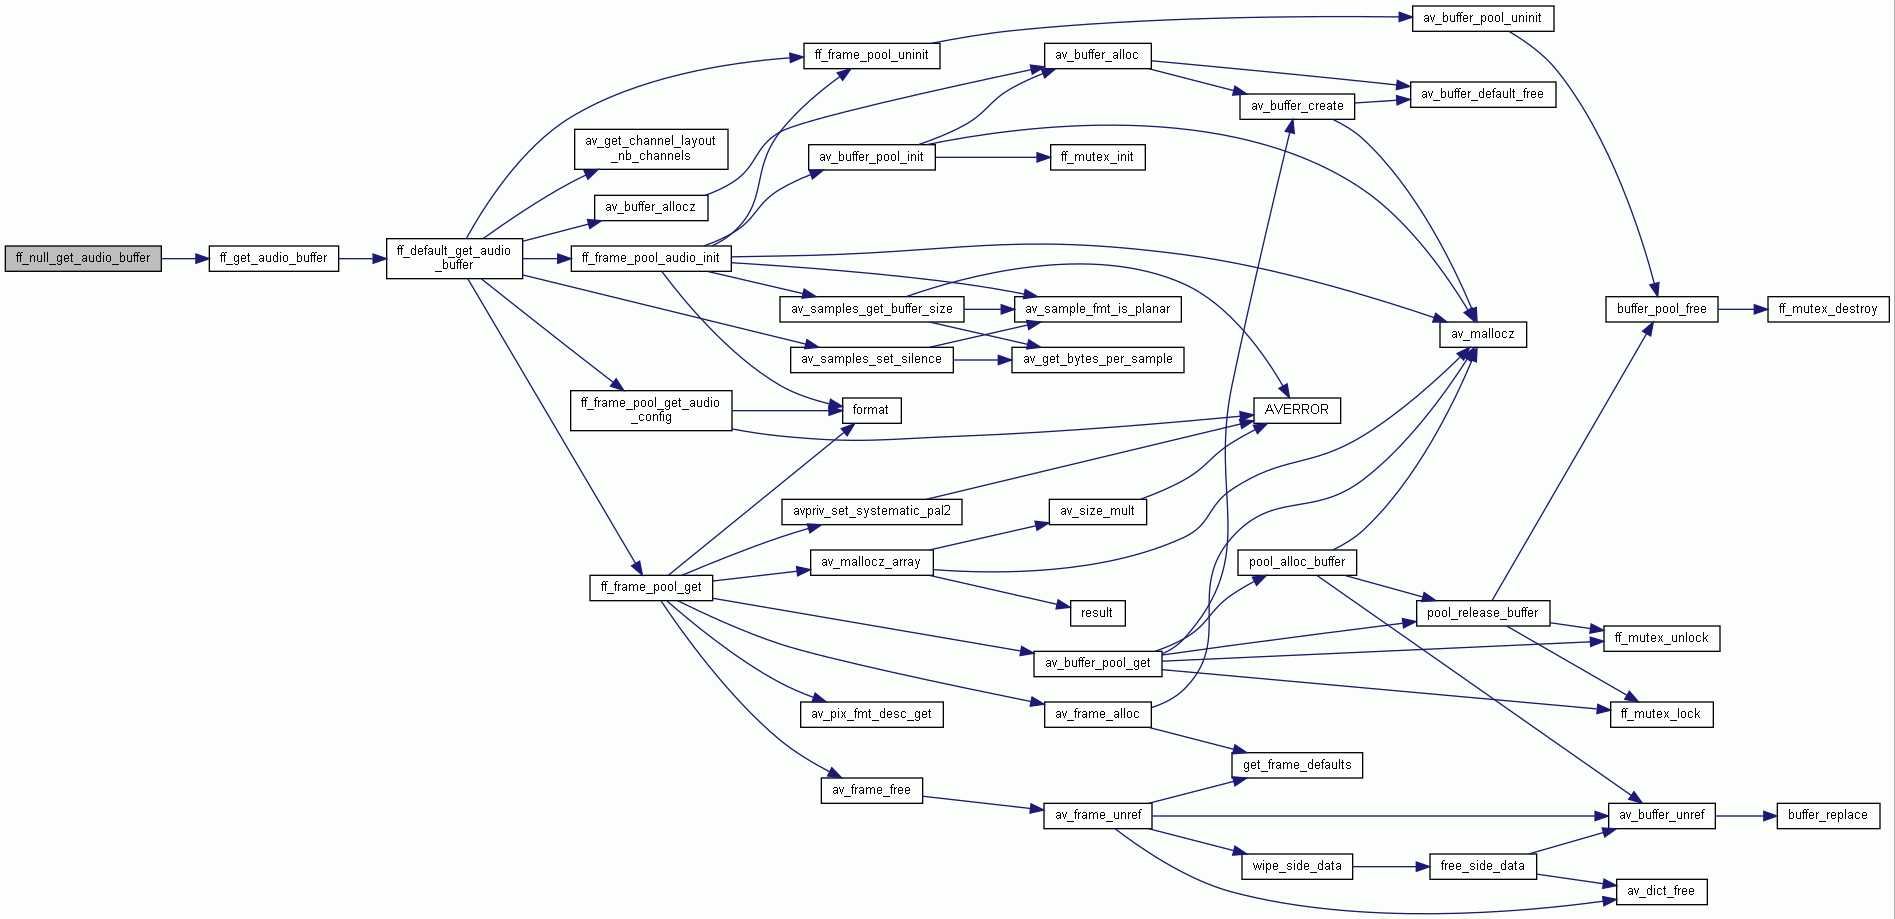 av_buffer_pool_uninit
ff_frame_pool_uninit
av_buffer_alloc
av_buffer_default_free
av_buffer_create
av_get_channel_layout
_nb_channels
av_buffer_pool_init
ff_mutex_init
av_buffer_allocz
ff_null_get_audio_buffer
ff_get_audio_buffer
ff_default_get_audio
_buffer
ff_frame_pool_audio_init
av_samples_get_buffer_size
av_sample_fmt_is_planar
buffer_pool_free
ff_mutex_destroy
av_mallocz
av_samples_set_silence
av_get_bytes_per_sample
ff_frame_pool_get_audio
_config
format
AVERROR
avpriv_set_systematic_pal2
av_size_mult
av_mallocz_array
pool_alloc_buffer
ff_frame_pool_get
result
pool_release_buffer
ff_mutex_unlock
av_buffer_pool_get
av_pix_fmt_desc_get
av_frame_alloc
ff_mutex_lock
get_frame_defaults
av_frame_free
av_frame_unref
av_buffer_unref
buffer_replace
wipe_side_data
free_side_data
av_dict_free